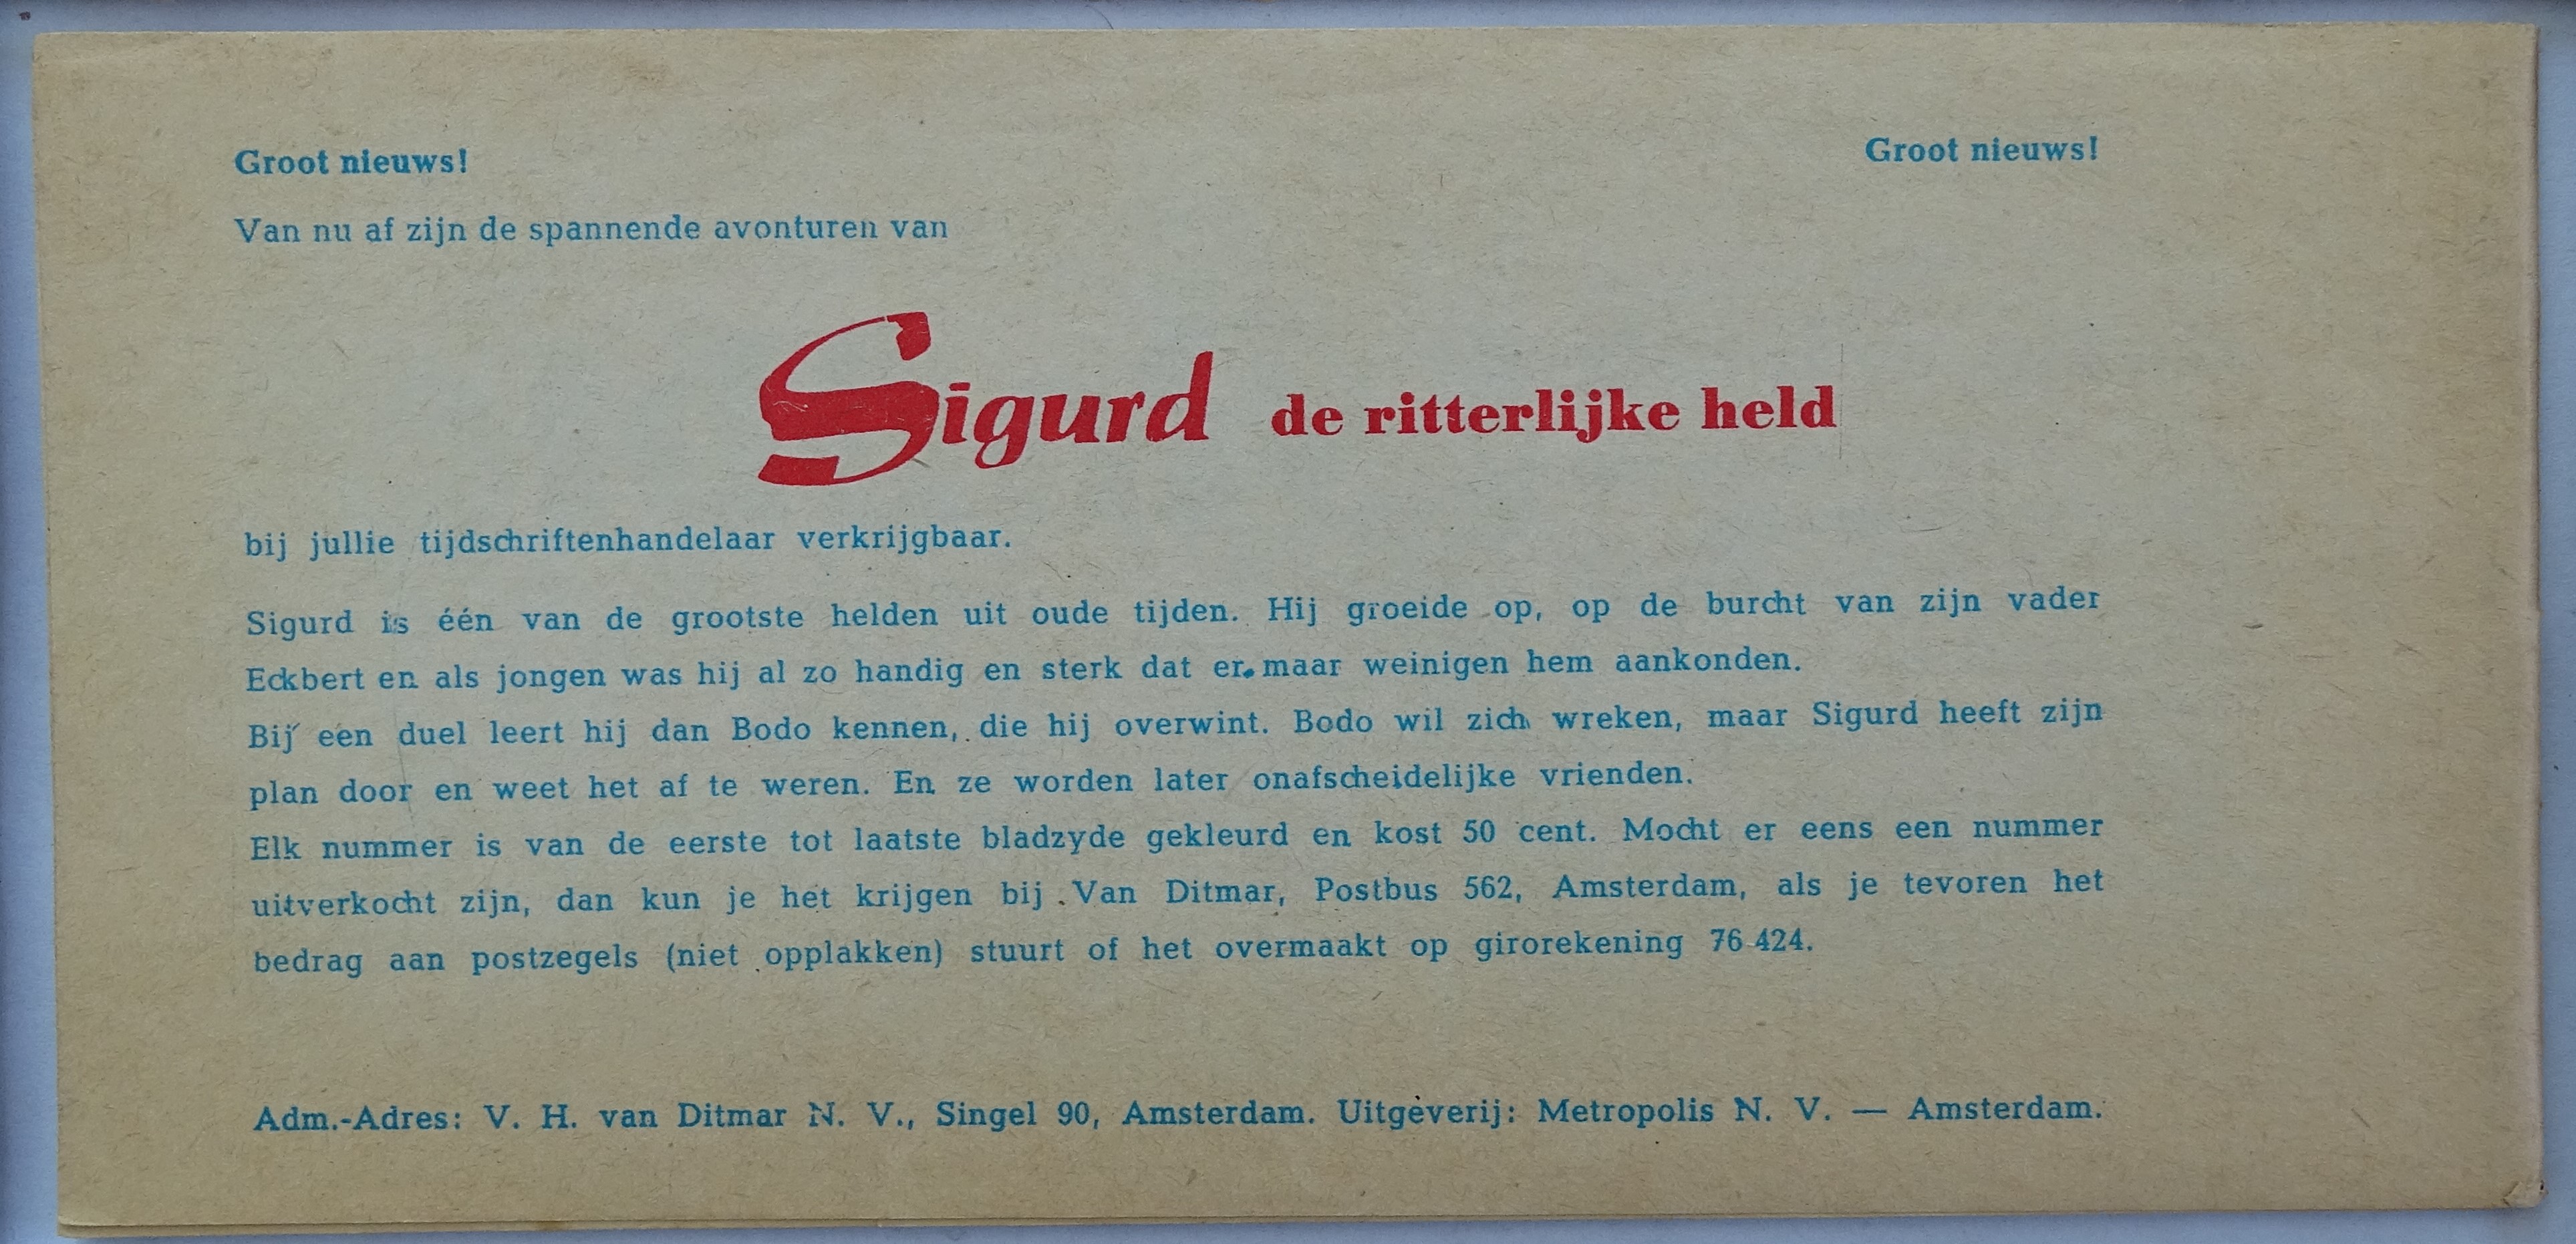 Groot nieuws! Groot nieuws!
Van nu af zijn de spannende avonturen van
Sigurd de ritterlijke held
bij jullie tijdschriftenhandelaar verkrijgbaar.
Sigurd is één van de grootste helden uit oude tijden. Hij groeide op, op de burcht van zijn vader
Eckbert en als jongen was hij al zo handig en sterk dat er maar weinigen hem aankonden.
Bij een duel leert hij dan Bodo kennen, die hij overwint. Bodo wil zich wreken, maar Sigurd heeft zijn
plan door en weet het af te weren. En ze worden later onafscheidelijke vrienden.
Elk nummer is van de eerste tot laatste bladzyde gekleurd en kost 50 cent. Mocht er eens een nummer
uitverkocht zijn, dan kun je het krijgen bij Van Ditmar, Postbus 562, Amsterdam, als je tevoren het
bedrag aan postzegels (niet opplakken) stuurt of het overmaakt op girorekening 76 424.
Adm.-Adres: V. H. van Ditmar N. V., Singel 90, Amsterdam. Uitgeverij: Metropolis N. V. — Amsterdam.